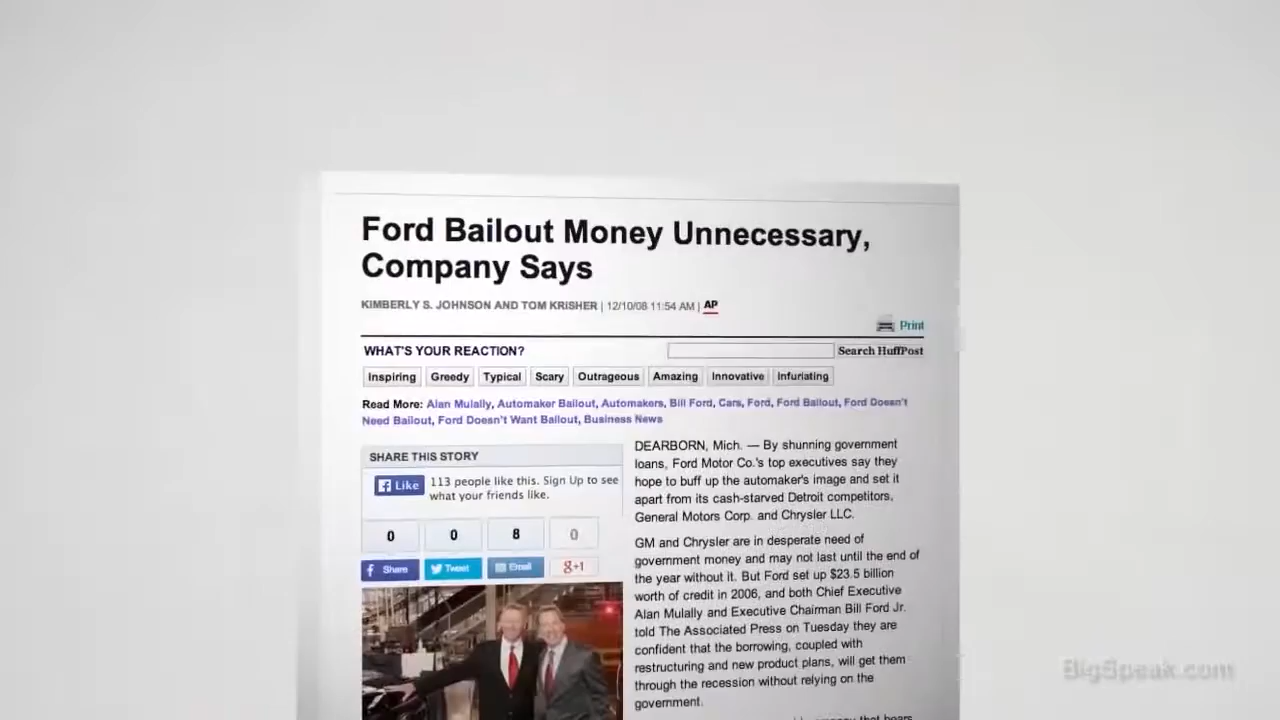 Ford Bailout Money Unnecessary,
Company Says
KIMBERLY S. JOHNSON AND TOM KRISHER | 12/10/08 11:54 AM | AP
Print
WHAT'S YOUR REACTION?
Search HuffPost
Inspiring Greedy Typical Scary Outrageous Amazing Innovative Infuriating
Read More: Alan Mulally, Automaker Bailout, Automakers, Bill Ford, Cars, Ford, Ford Bailout, Ford Doesn't
Need Bailout, Ford Doesn't Want Bailout, Business News
SHARE THIS STORY
Like
113 people like this. Sign Up to see
what your friends like.
0 0 8 0
Share Tweet Email g+1
DEARBORN, Mich. — By shunning government
loans, Ford Motor Co.'s top executives say they
hope to buff up the automaker's image and set it
apart from its cash-starved Detroit competitors,
General Motors Corp. and Chrysler LLC.
GM and Chrysler are in desperate need of
government money and may not last until the end of
the year without it. But Ford set up $23.5 billion
worth of credit in 2006, and both Chief Executive
Alan Mulally and Executive Chairman Bill Ford Jr.
told The Associated Press on Tuesday they are
confident that the borrowing, coupled with
restructuring and new product plans, will get them
through the recession without relying on the
government.
BigSpeak.com